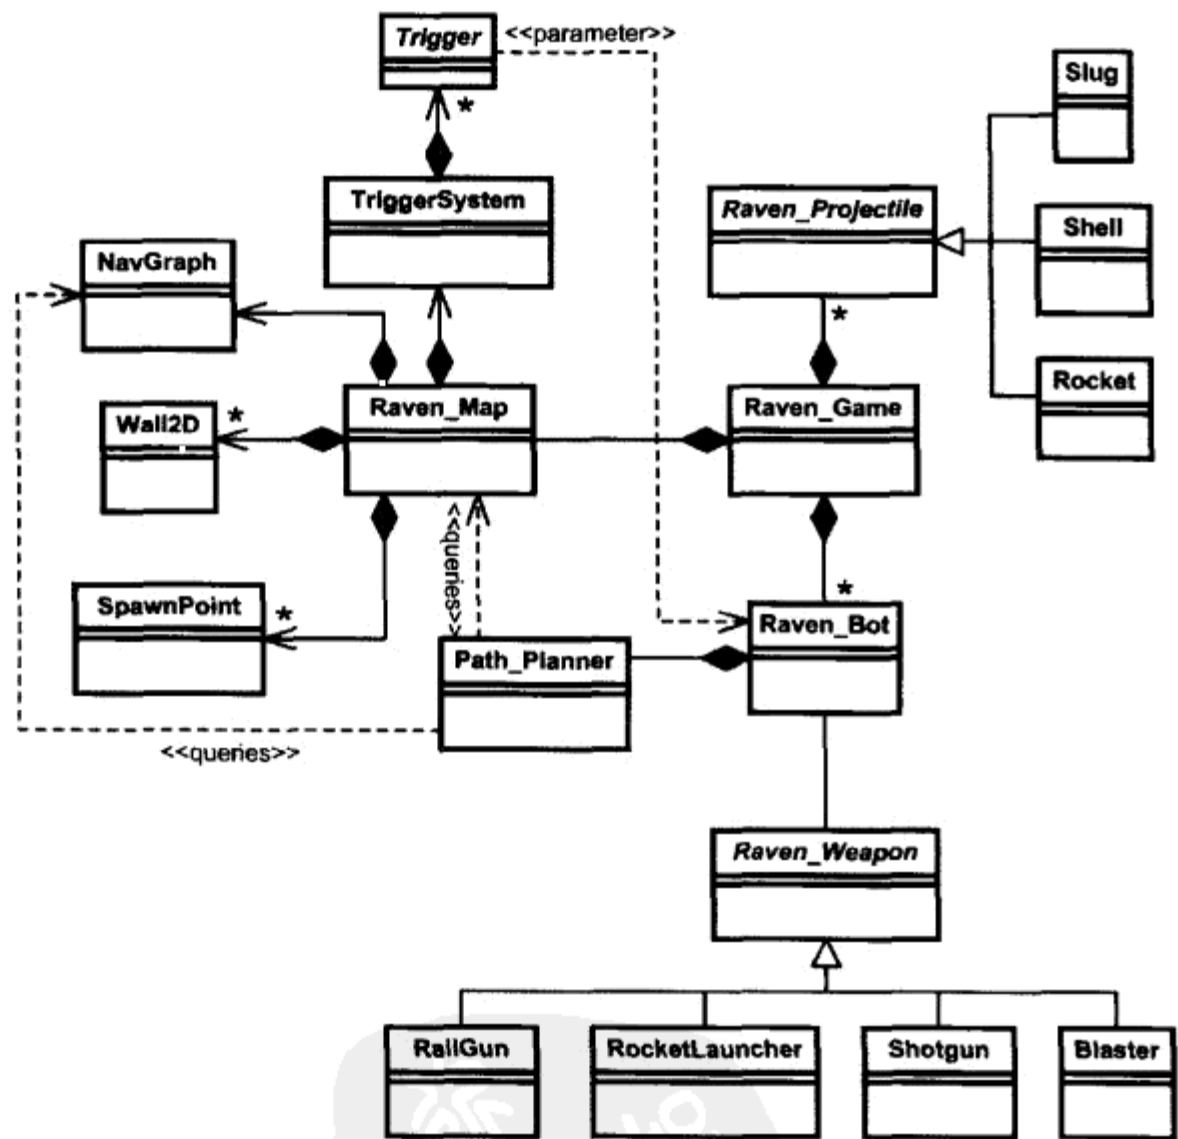 Trigger
<<parameter>>
*
Slug
TriggerSystem
Raven_Projectile
Shell
NavGraph
*
Rocket
Wall2D
*
Raven_Map
Raven_Game
<<queries>>
SpawnPoint
*
*
Raven_Bot
Path_Planner
<<queries>>
Raven_Weapon
RailGun
RocketLauncher
Shotgun
Blaster